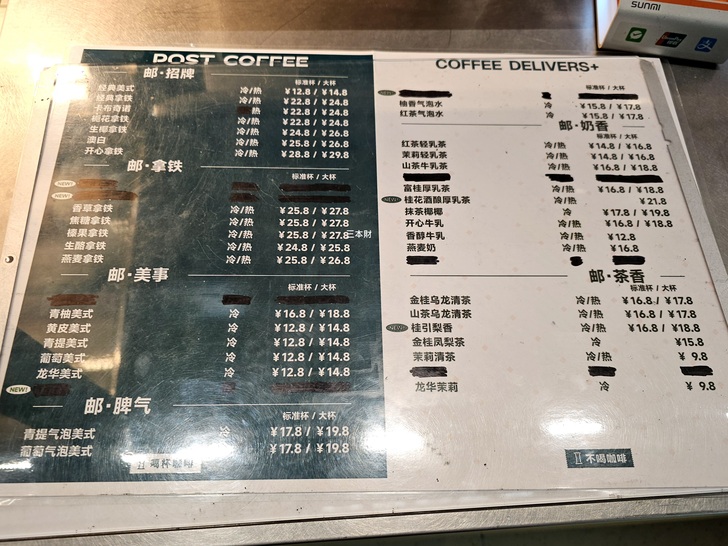 SUNMI
POST COFFEE
邮·招牌
标准杯 / 大杯
经典美式 冷/热 ¥12.8 / ¥14.8
经典拿铁 冷/热 ¥22.8 / ¥24.8
卡布奇诺 热 ¥22.8 / ¥24.8
榭花拿铁 冷/热 ¥22.8 / ¥24.8
生椰拿铁 冷/热 ¥24.8 / ¥26.8
澳白 冷/热 ¥25.8 / ¥26.8
开心拿铁 冷/热 ¥28.8 / ¥29.8
邮·拿铁
标准杯 / 大杯
NEW!
NEW!
香草拿铁 冷/热 ¥25.8 / ¥27.8
焦糖拿铁 冷/热 ¥25.8 / ¥27.8
榛果拿铁 冷/热 ¥25.8 / ¥27.8
生酪拿铁 冷/热 ¥24.8 / ¥25.8
燕麦拿铁 冷/热 ¥25.8 / ¥26.8
邮·美事
标准杯 / 大杯
青柚美式 冷 ¥16.8 / ¥18.8
黄皮美式 冷 ¥12.8 / ¥14.8
青提美式 冷 ¥12.8 / ¥14.8
葡萄美式 冷 ¥12.8 / ¥14.8
龙华美式 冷 ¥12.8 / ¥14.8
NEW!
邮·脾气
标准杯 / 大杯
青提气泡美式 冷 ¥17.8 / ¥19.8
葡萄气泡美式 冷 ¥17.8 / ¥19.8
喝杯咖啡
COFFEE DELIVERS+
标准杯 / 大杯
柚香气泡水 冷 ¥15.8 / ¥17.8
红茶气泡水 冷 ¥15.8 / ¥17.8
邮·奶香
标准杯 / 大杯
红茶轻乳茶 冷/热 ¥14.8 / ¥16.8
茉莉轻乳茶 冷/热 ¥14.8 / ¥16.8
山茶牛乳茶 冷/热 ¥16.8 / ¥18.8
富桂厚乳茶 冷/热 ¥16.8 / ¥18.8
NEW! 桂花酒酿厚乳茶 冷/热 ¥21.8
抹茶椰椰 冷 ¥17.8 / ¥19.8
开心牛乳 冷/热 ¥16.8 / ¥18.8
香醇牛乳 冷/热 ¥12.8
燕麦奶 冷/热 ¥16.8
邮·茶香
标准杯 / 大杯
金桂乌龙清茶 冷/热 ¥16.8 / ¥17.8
山茶乌龙清茶 冷/热 ¥16.8 / ¥17.8
NEW! 桂引梨香 冷/热 ¥16.8 / ¥18.8
金桂凤梨茶 冷 ¥15.8
茉莉清茶 冷/热 ¥ 9.8
龙华茉莉 冷 ¥ 9.8
不喝咖啡